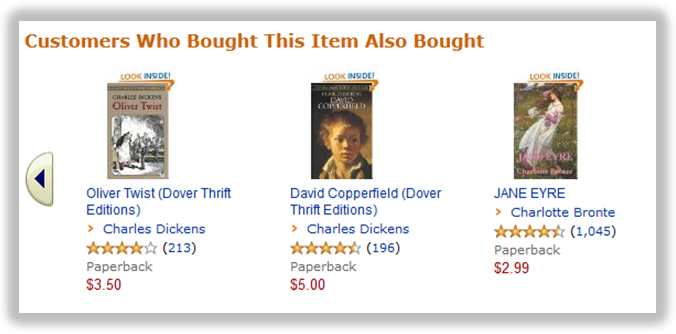 Customers Who Bought This Item Also Bought
LOOK INSIDE!
CHARLES DICKENS
Oliver Twist
Oliver Twist (Dover Thrift
Editions)
› Charles Dickens
(213)
Paperback
$3.50
LOOK INSIDE!
CHARLES DICKENS
DAVID
COPPERFIELD
David Copperfield (Dover
Thrift Editions)
› Charles Dickens
(196)
Paperback
$5.00
LOOK INSIDE!
JANE EYRE
Charlotte Bronte
JANE EYRE
› Charlotte Bronte
(1,045)
Paperback
$2.99